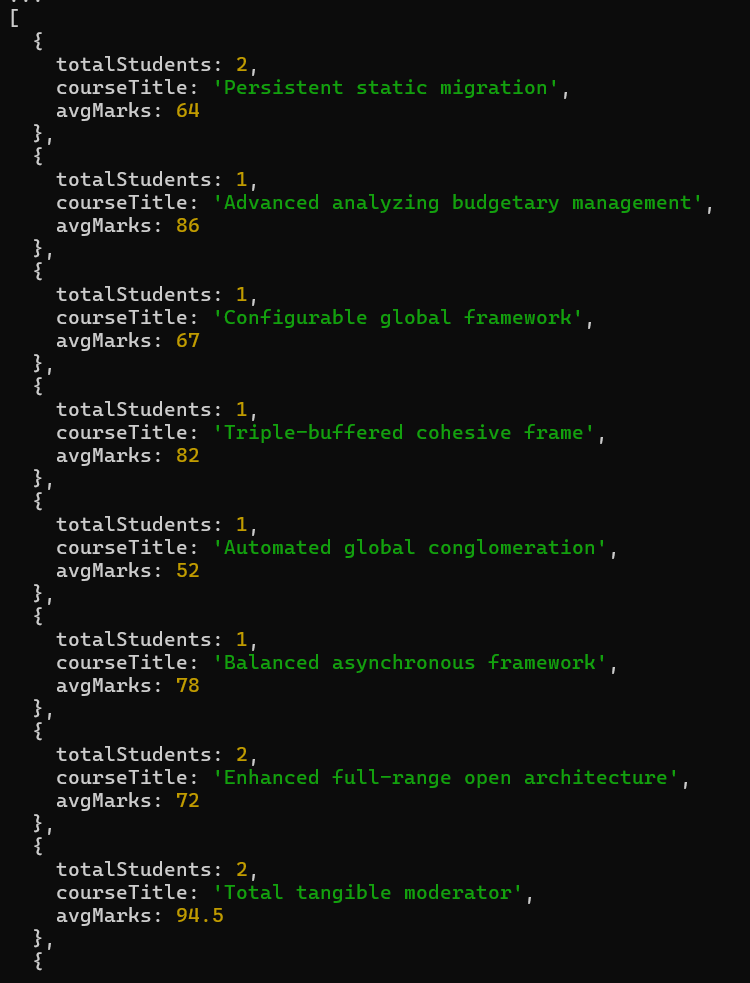 ...
[
  {
    totalStudents: 2,
    courseTitle: 'Persistent static migration',
    avgMarks: 64
  },
  {
    totalStudents: 1,
    courseTitle: 'Advanced analyzing budgetary management',
    avgMarks: 86
  },
  {
    totalStudents: 1,
    courseTitle: 'Configurable global framework',
    avgMarks: 67
  },
  {
    totalStudents: 1,
    courseTitle: 'Triple-buffered cohesive frame',
    avgMarks: 82
  },
  {
    totalStudents: 1,
    courseTitle: 'Automated global conglomeration',
    avgMarks: 52
  },
  {
    totalStudents: 1,
    courseTitle: 'Balanced asynchronous framework',
    avgMarks: 78
  },
  {
    totalStudents: 2,
    courseTitle: 'Enhanced full-range open architecture',
    avgMarks: 72
  },
  {
    totalStudents: 2,
    courseTitle: 'Total tangible moderator',
    avgMarks: 94.5
  },
  {